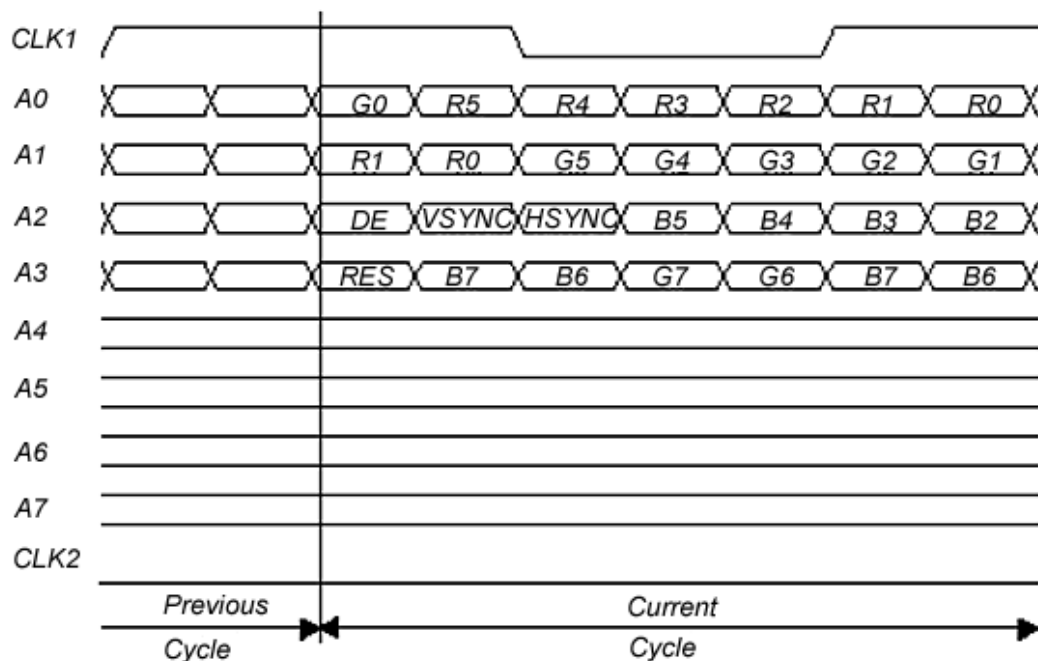 CLK1
A0 G0 R5 R4 R3 R2 R1 R0
A1 R1 R0 G5 G4 G3 G2 G1
A2 DE VSYNC HSYNC B5 B4 B3 B2
A3 RES B7 B6 G7 G6 B7 B6
A4
A5
A6
A7
CLK2
Previous Current
Cycle Cycle